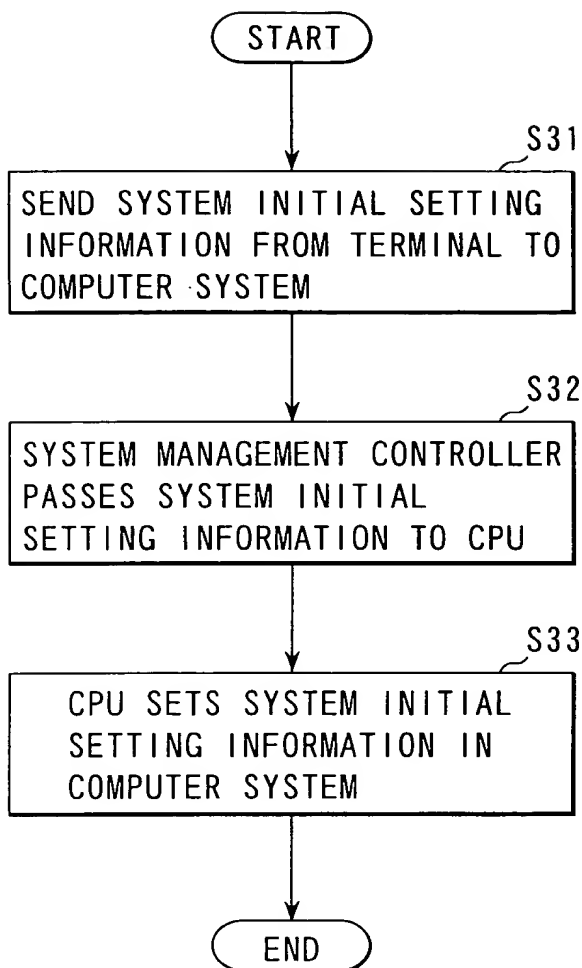 START
S31
SEND SYSTEM INITIAL SETTING
INFORMATION FROM TERMINAL TO
COMPUTER SYSTEM
S32
SYSTEM MANAGEMENT CONTROLLER
PASSES SYSTEM INITIAL
SETTING INFORMATION TO CPU
S33
CPU SETS SYSTEM INITIAL
SETTING INFORMATION IN
COMPUTER SYSTEM
END